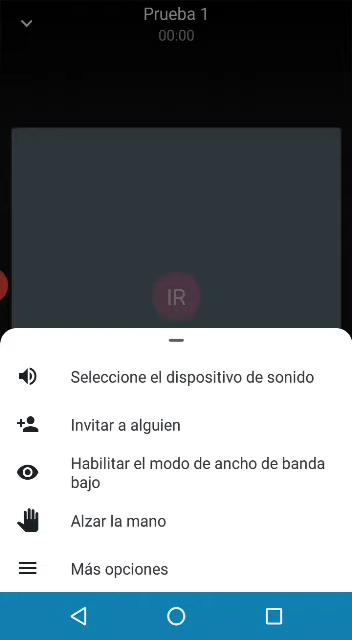 Prueba 1
00:00
IR
Seleccione el dispositivo de sonido
Invitar a alguien
Habilitar el modo de ancho de banda
bajo
Alzar la mano
Más opciones